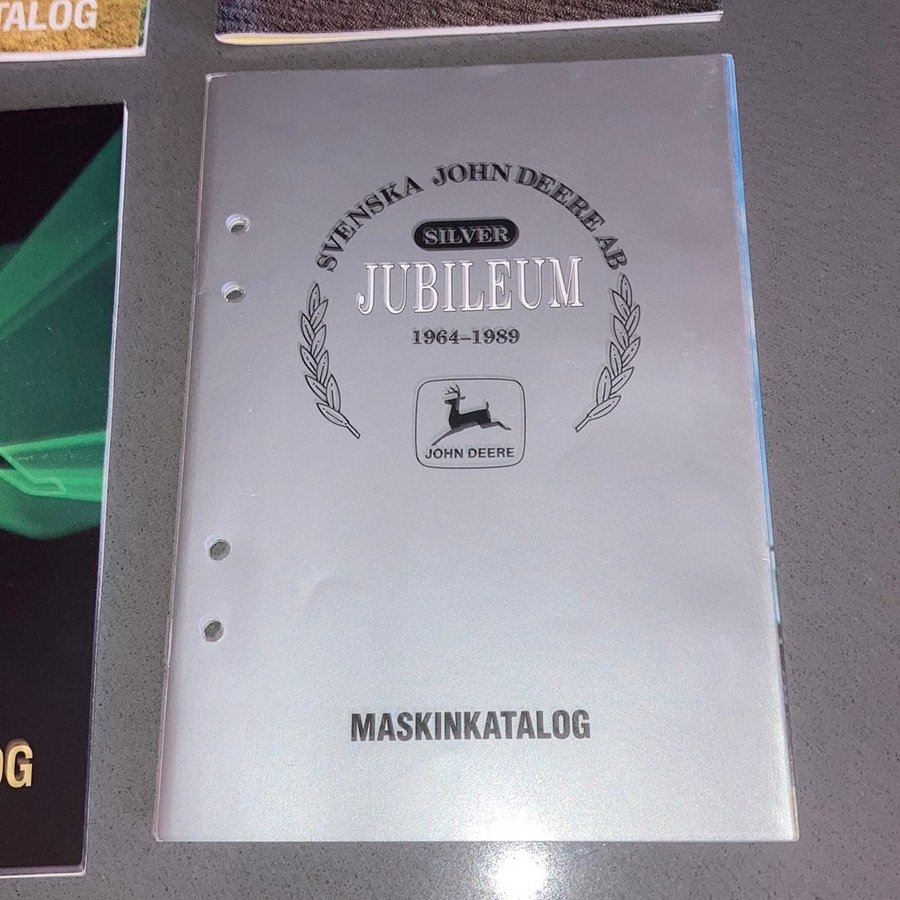 TALOG
SVENSKA JOHN DEERE AB
SILVER
JUBILEUM
1964–1989
JOHN DEERE
MASKINKATALOG
OG